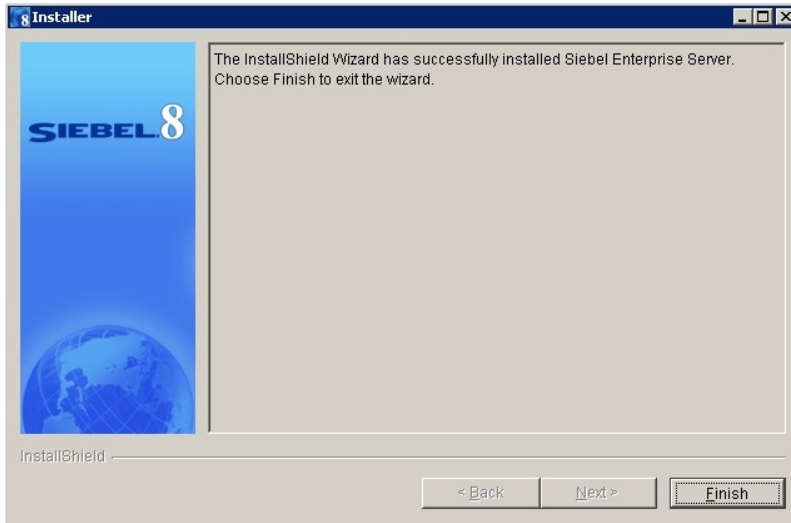 Installer
The InstallShield Wizard has successfully installed Siebel Enterprise Server.
Choose Finish to exit the wizard.
SIEBEL.8
InstallShield
< Back
Next >
Finish